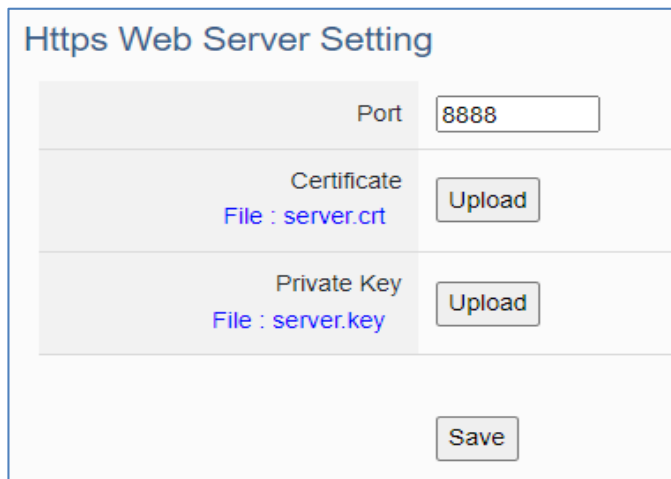 Https Web Server Setting
Port 8888
Certificate
File : server.crt
Upload
Private Key
File : server.key
Upload
Save